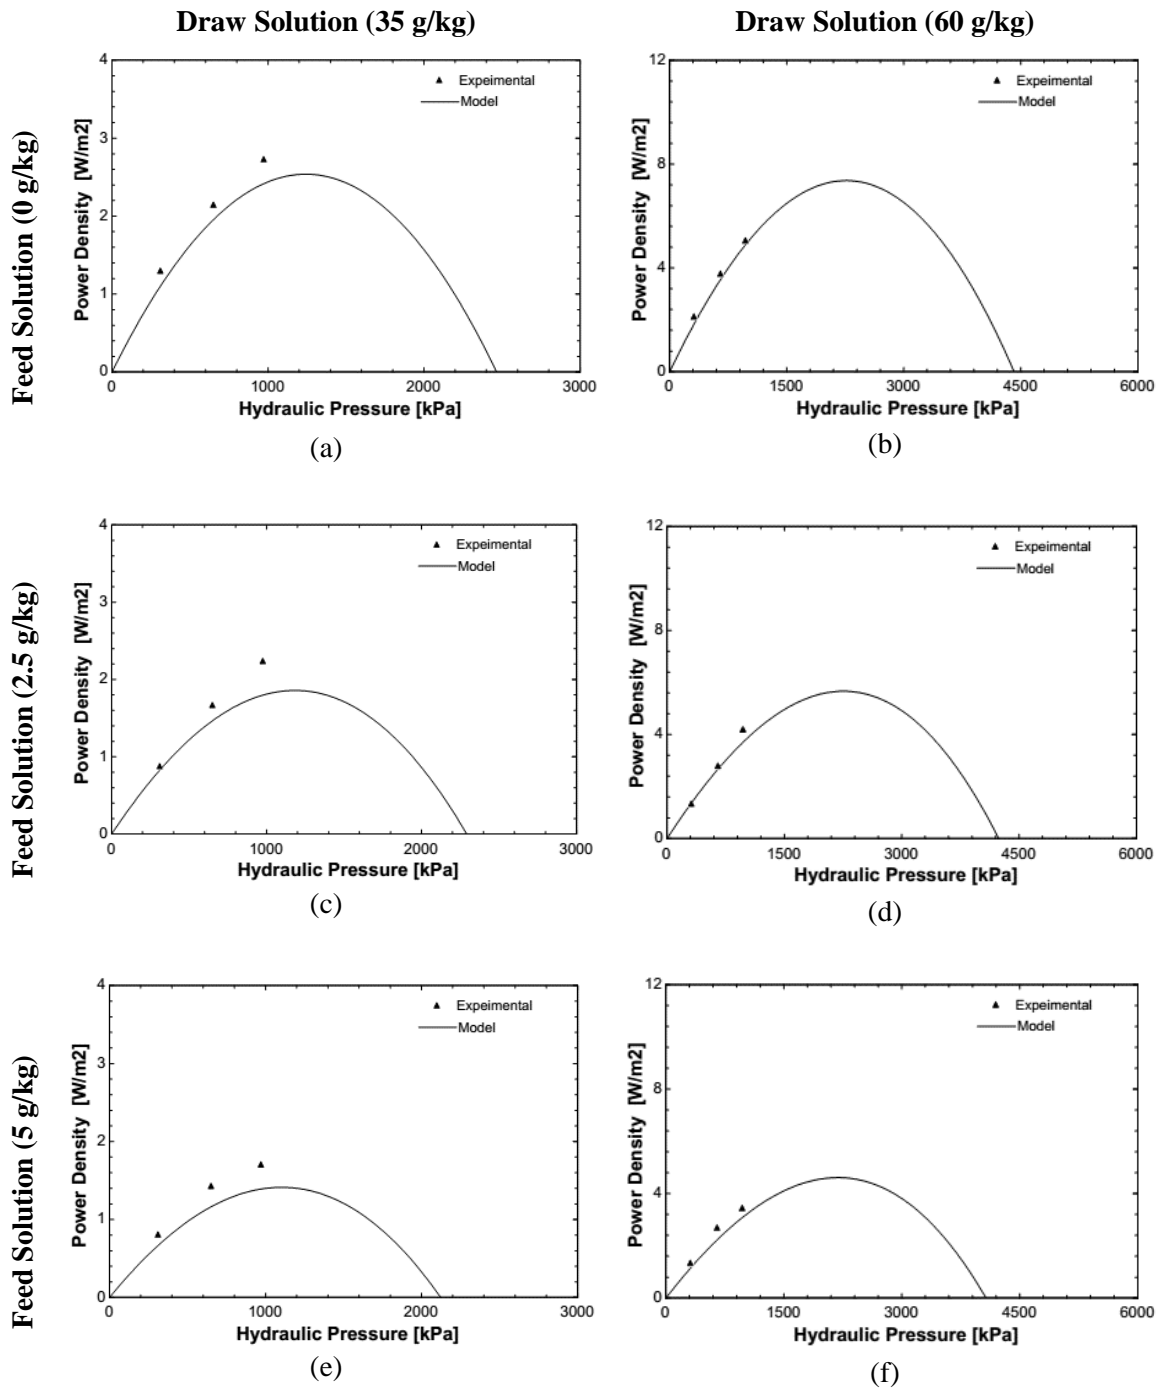 Draw Solution (35 g/kg)
Draw Solution (60 g/kg)
Feed Solution (0 g/kg)
Power Density [W/m2]
4
3
2
1
0
Expeimental
Model
0
1000
2000
3000
Hydraulic Pressure [kPa]
(a)
Power Density [W/m2]
12
8
4
0
Expeimental
Model
0
1500
3000
4500
6000
Hydraulic Pressure [kPa]
(b)
Feed Solution (2.5 g/kg)
Power Density [W/m2]
4
3
2
1
0
Expeimental
Model
0
1000
2000
3000
Hydraulic Pressure [kPa]
(c)
Power Density [W/m2]
12
8
4
0
Expeimental
Model
0
1500
3000
4500
6000
Hydraulic Pressure [kPa]
(d)
Feed Solution (5 g/kg)
Power Density [W/m2]
4
3
2
1
0
Expeimental
Model
0
1000
2000
3000
Hydraulic Pressure [kPa]
(e)
Power Density [W/m2]
12
8
4
0
Expeimental
Model
0
1500
3000
4500
6000
Hydraulic Pressure [kPa]
(f)